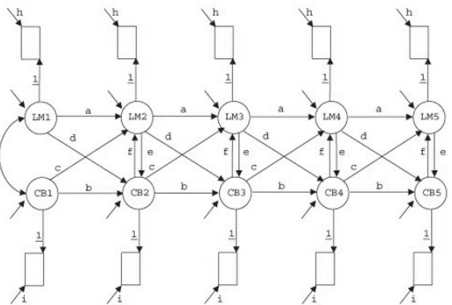 h h h h h
1 1 1 1 1
LM1 a LM2 a LM3 a LM4 a LM5
d f e d f e d f e d f e
c c c c
CB1 b CB2 b CB3 b CB4 b CB5
1 1 1 1 1
i i i i i